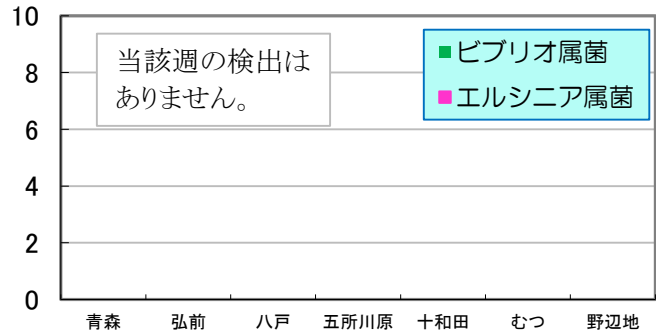 10
8
6
4
2
0
当該週の検出は
ありません。
■ビブリオ属菌
■エルシニア属菌
青森 弘前 八戸 五所川原 十和田 むつ 野辺地